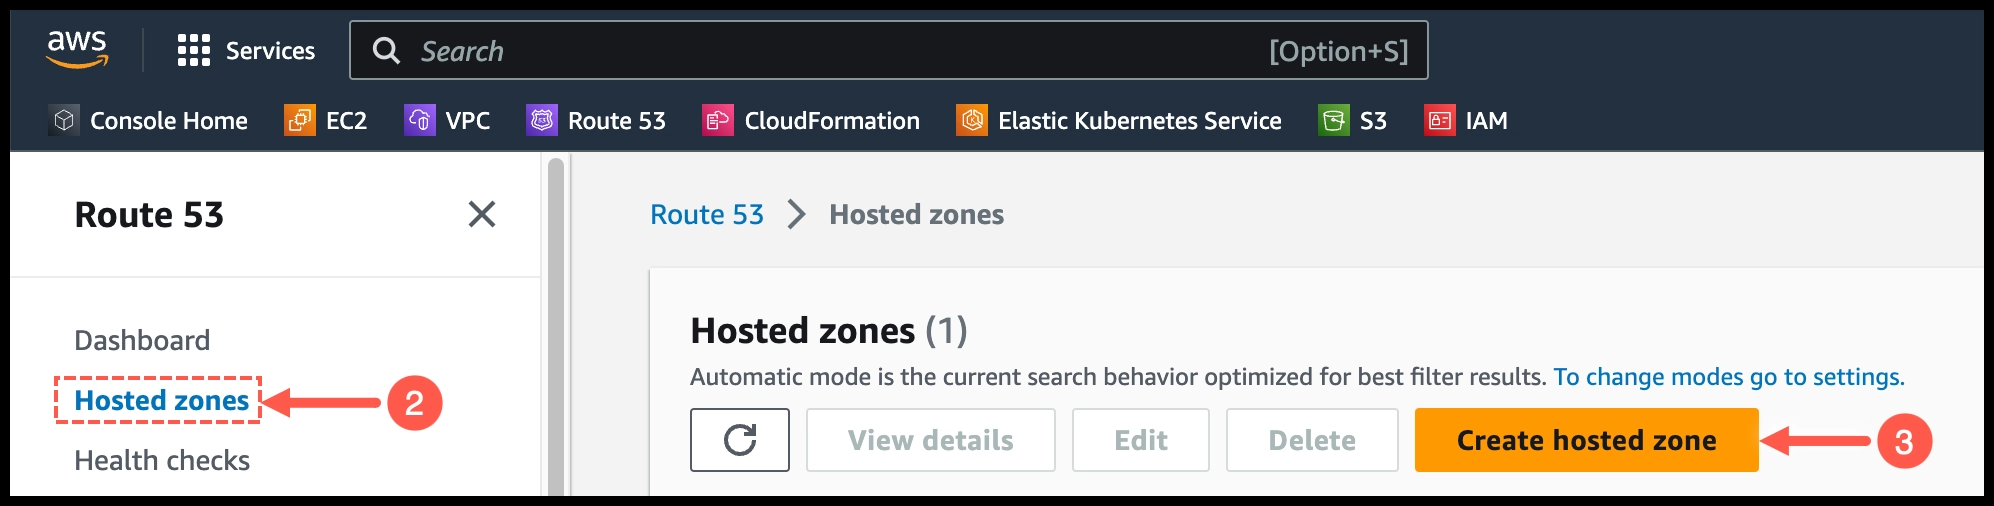 aws Services Search [Option+S]
Console Home EC2 VPC Route 53 CloudFormation Elastic Kubernetes Service S3 IAM
Route 53
Dashboard
Hosted zones 2
Health checks
Route 53 > Hosted zones
Hosted zones (1)
Automatic mode is the current search behavior optimized for best filter results. To change modes go to settings.
View details Edit Delete Create hosted zone 3